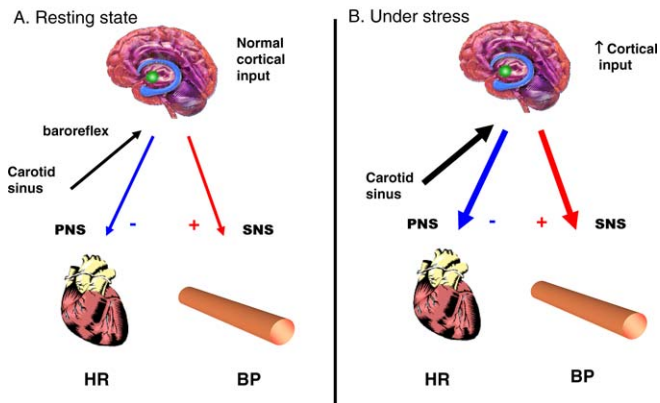 A. Resting state
Normal
cortical
input
baroreflex
Carotid
sinus
PNS
-
+
SNS
HR
BP
B. Under stress
↑ Cortical
input
Carotid
sinus
PNS
-
+
SNS
HR
BP